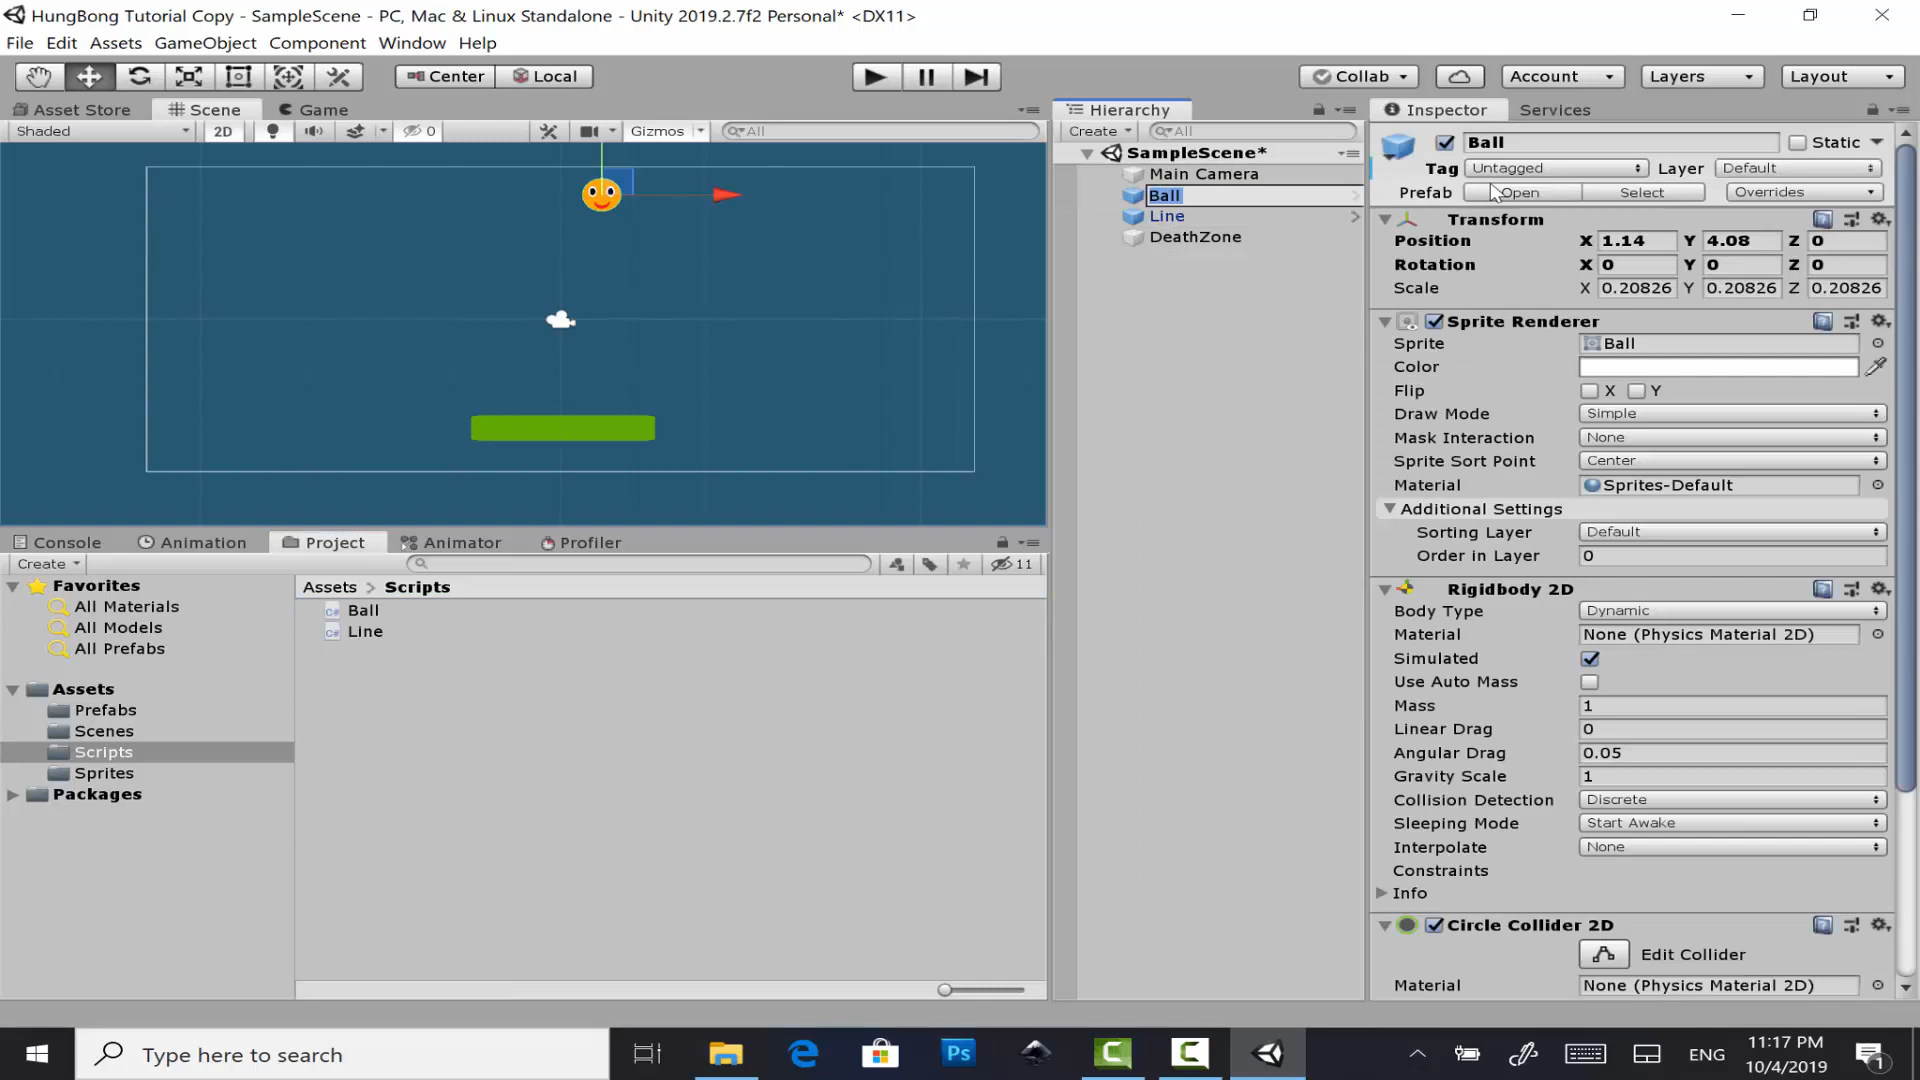 HungBong Tutorial Copy - SampleScene - PC, Mac & Linux Standalone - Unity 2019.2.7f2 Personal* <DX11>
File Edit Assets GameObject Component Window Help
Center Local Collab Account Layers Layout
Asset Store Scene Game
Shaded 2D 0 Gizmos All
Hierarchy
Create All
SampleScene*
Main Camera
Ball
Line
DeathZone
Inspector Services
Ball Static
Tag Untagged Layer Default
Prefab Open Select Overrides
Transform
Position X 1.14 Y 4.08 Z 0
Rotation X 0 Y 0 Z 0
Scale X 0.20826 Y 0.20826 Z 0.20826
Sprite Renderer
Sprite Ball
Color
Flip X Y
Draw Mode Simple
Mask Interaction None
Sprite Sort Point Center
Material Sprites-Default
Additional Settings
Sorting Layer Default
Order in Layer 0
Rigidbody 2D
Body Type Dynamic
Material None (Physics Material 2D)
Simulated
Use Auto Mass
Mass 1
Linear Drag 0
Angular Drag 0.05
Gravity Scale 1
Collision Detection Discrete
Sleeping Mode Start Awake
Interpolate None
Constraints
Info
Circle Collider 2D
Edit Collider
Material None (Physics Material 2D)
Console Animation Project Animator Profiler
Create 11
Favorites
All Materials
All Models
All Prefabs
Assets
Prefabs
Scenes
Scripts
Sprites
Packages
Assets > Scripts
Ball
Line
Type here to search
Ps
ENG
11:17 PM
10/4/2019
1